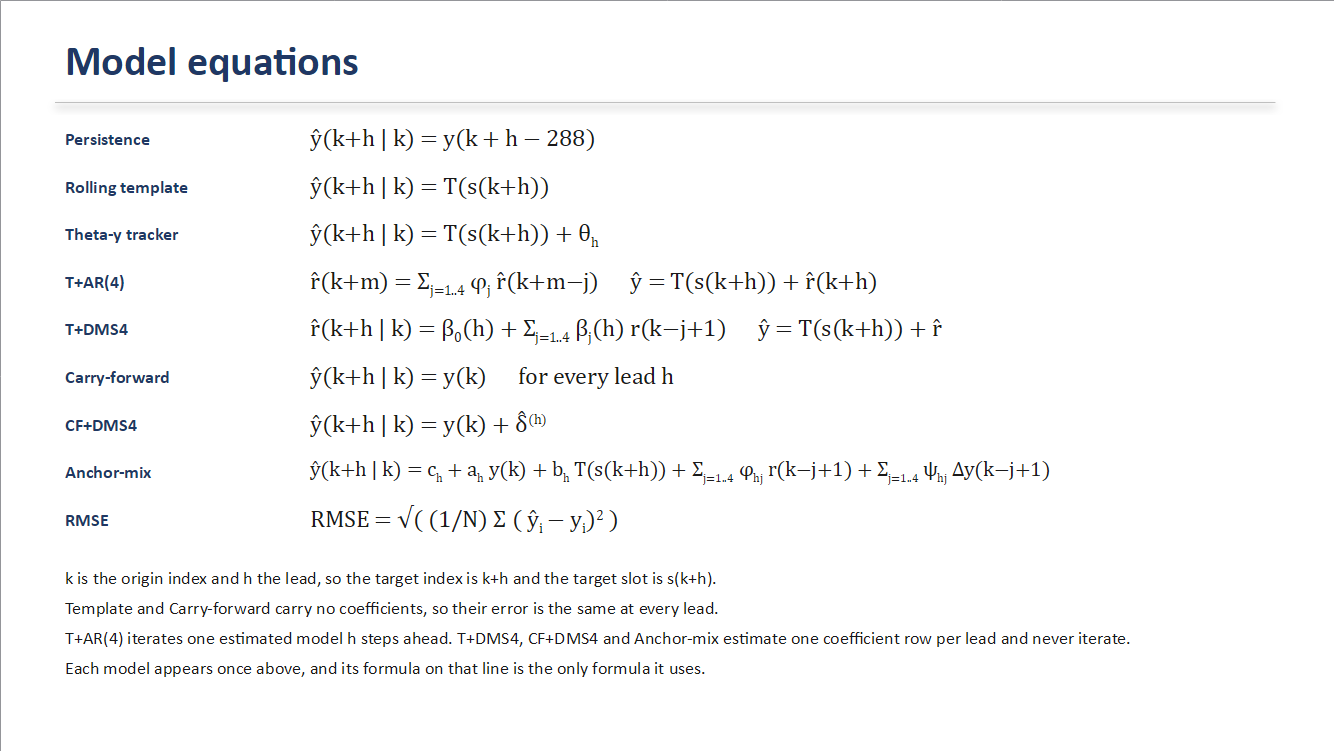 Model equations
Persistence ŷ(k+h | k) = y(k + h − 288)
Rolling template ŷ(k+h | k) = T(s(k+h))
Theta-y tracker ŷ(k+h | k) = T(s(k+h)) + θₕ
T+AR(4) r̂(k+m) = Σⱼ₌₁..₄ φⱼ r̂(k+m−j) ŷ = T(s(k+h)) + r̂(k+h)
T+DMS4 r̂(k+h | k) = β₀(h) + Σⱼ₌₁..₄ βⱼ(h) r(k−j+1) ŷ = T(s(k+h)) + r̂
Carry-forward ŷ(k+h | k) = y(k) for every lead h
CF+DMS4 ŷ(k+h | k) = y(k) + δ̂⁽ʰ⁾
Anchor-mix ŷ(k+h | k) = cₕ + aₕ y(k) + bₕ T(s(k+h)) + Σⱼ₌₁..₄ φₕⱼ r(k−j+1) + Σⱼ₌₁..₄ ψₕⱼ Δy(k−j+1)
RMSE RMSE = √( (1/N) Σ ( ŷᵢ − yᵢ)² )
k is the origin index and h the lead, so the target index is k+h and the target slot is s(k+h).
Template and Carry-forward carry no coefficients, so their error is the same at every lead.
T+AR(4) iterates one estimated model h steps ahead. T+DMS4, CF+DMS4 and Anchor-mix estimate one coefficient row per lead and never iterate.
Each model appears once above, and its formula on that line is the only formula it uses.